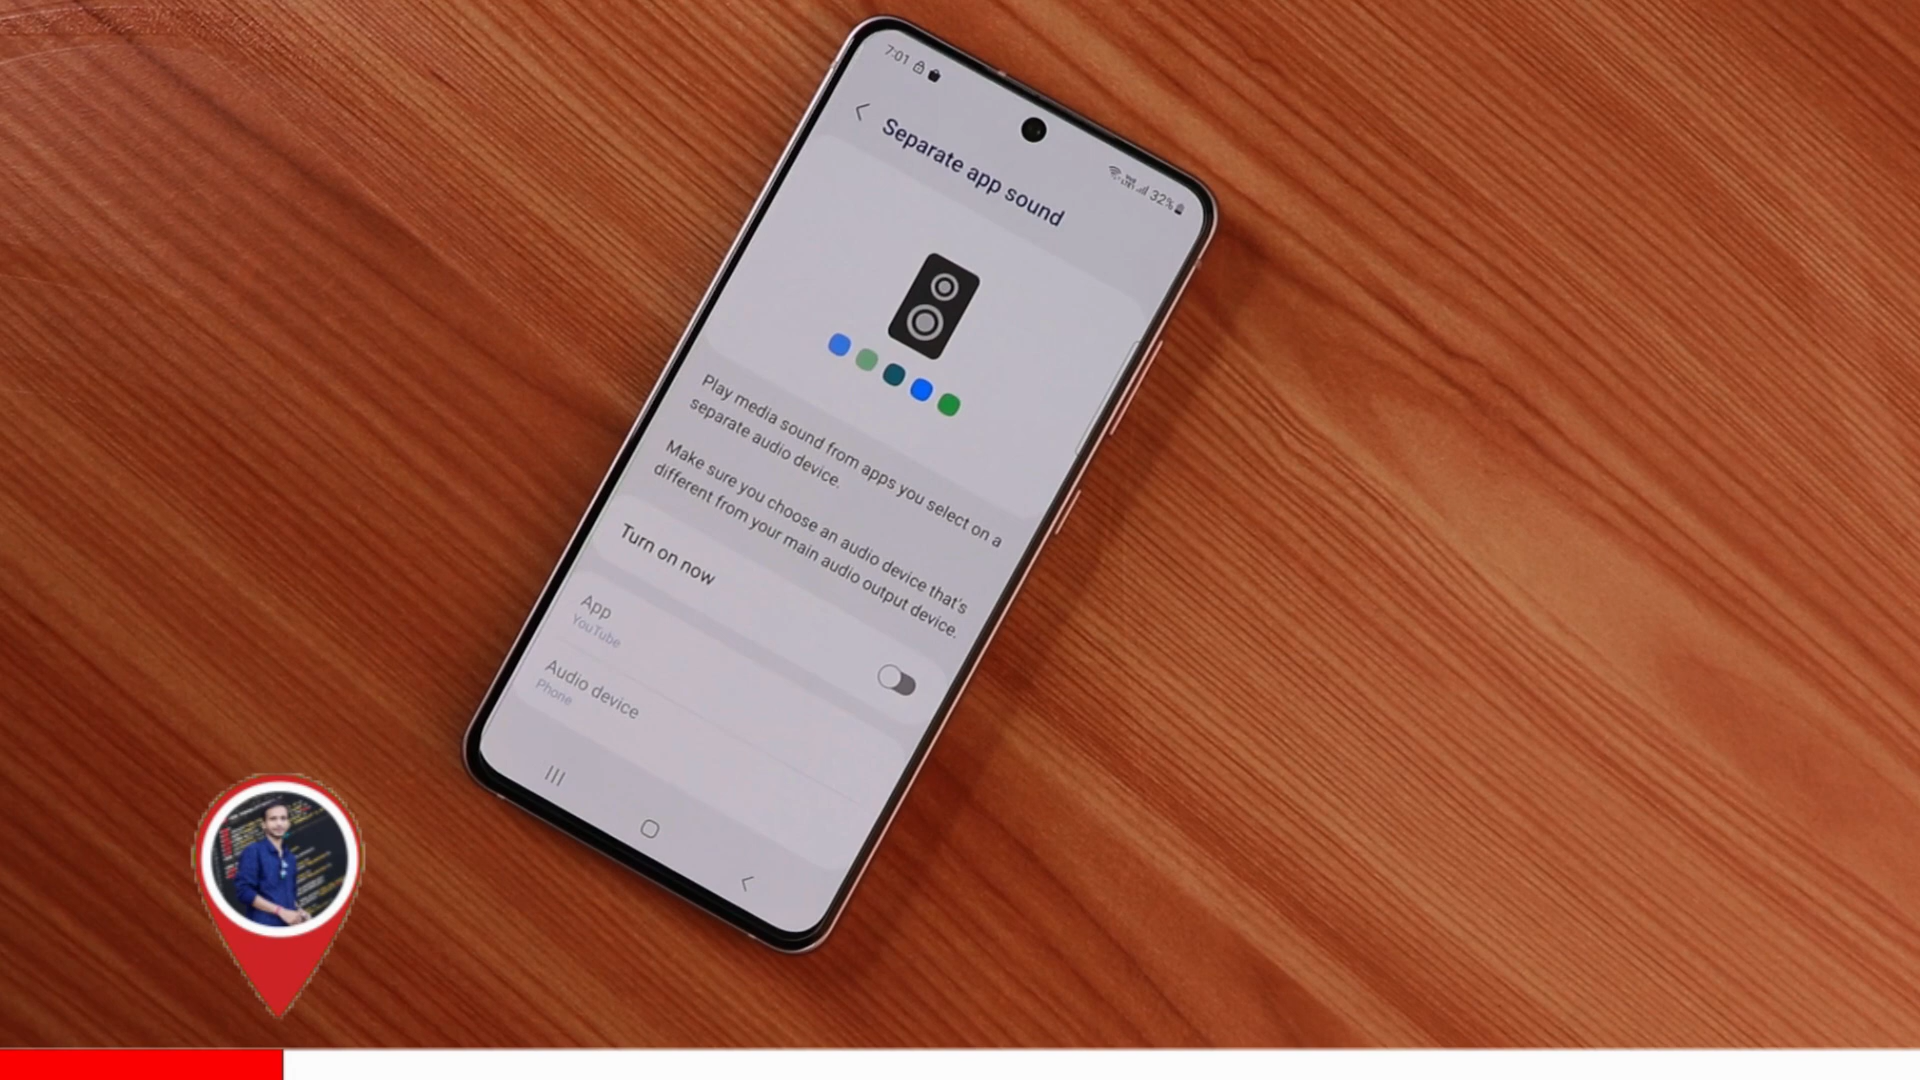 7:01
32%
Separate app sound
Play media sound from apps you select on a
separate audio device.
Make sure you choose an audio device that's
different from your main audio output device.
Turn on now
App
YouTube
Audio device
Phone